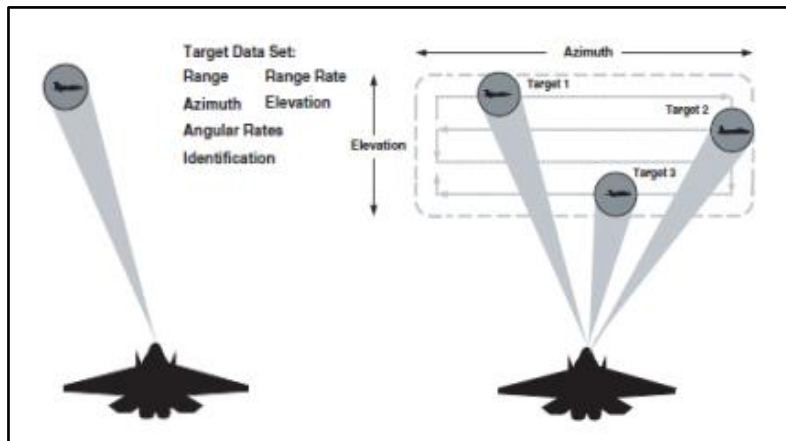 Target Data Set:
Range Range Rate
Azimuth Elevation
Angular Rates
Identification
Azimuth
Target 1
Target 2
Elevation
Target 3